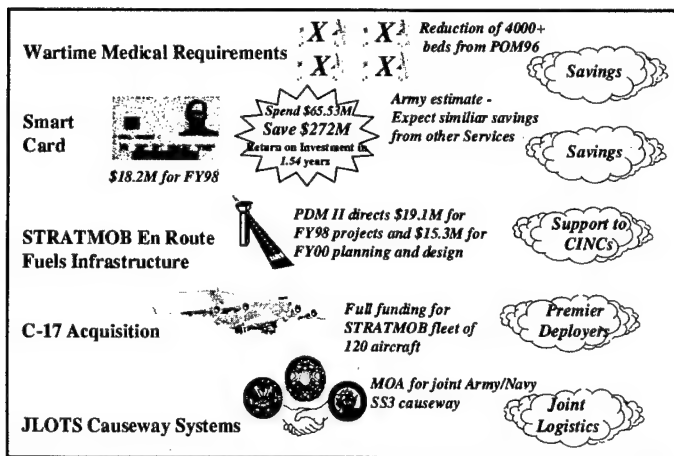 Wartime Medical Requirements
X X
X X
Reduction of 4000+
beds from POM96
Savings
Smart
Card
$18.2M for FY98
Spend $65.53M
Save $272M
Return on Investment in
1.54 years
Army estimate -
Expect similiar savings
from other Services
Savings
STRATMOB En Route
Fuels Infrastructure
PDM II directs $19.1M for
FY98 projects and $15.3M for
FY00 planning and design
Support to
CINCs
C-17 Acquisition
Full funding for
STRATMOB fleet of
120 aircraft
Premier
Deployers
JLOTS Causeway Systems
MOA for joint Army/Navy
SS3 causeway
Joint
Logistics